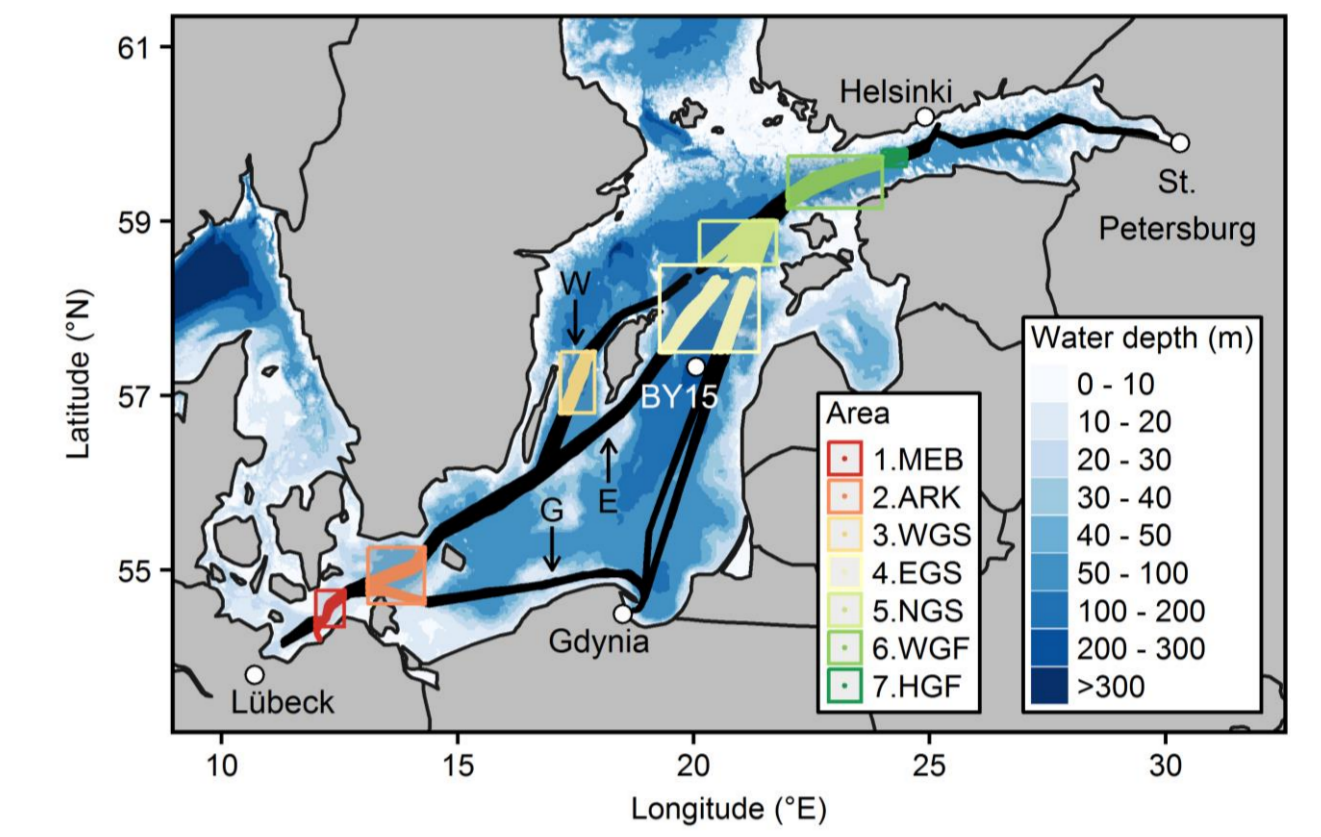 61
59
57
55
Latitude (°N)
10
15
20
25
30
Longitude (°E)
Helsinki
St.
Petersburg
W
BY15
E
G
Gdynia
Lübeck
Area
1.MEB
2.ARK
3.WGS
4.EGS
5.NGS
6.WGF
7.HGF
Water depth (m)
0 - 10
10 - 20
20 - 30
30 - 40
40 - 50
50 - 100
100 - 200
200 - 300
>300